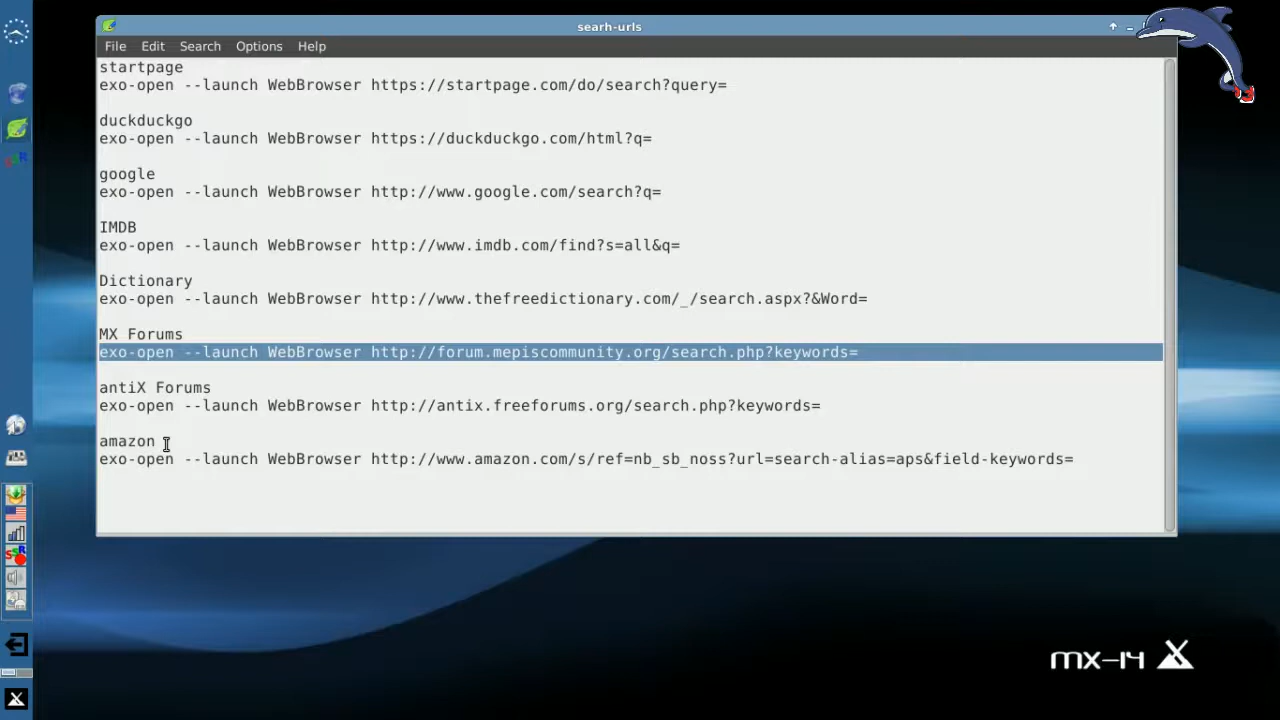 searh-urls
File Edit Search Options Help
startpage
exo-open --launch WebBrowser https://startpage.com/do/search?query=
duckduckgo
exo-open --launch WebBrowser https://duckduckgo.com/html?q=
google
exo-open --launch WebBrowser http://www.google.com/search?q=
IMDB
exo-open --launch WebBrowser http://www.imdb.com/find?s=all&q=
Dictionary
exo-open --launch WebBrowser http://www.thefreedictionary.com/_/search.aspx?&Word=
MX Forums
exo-open --launch WebBrowser http://forum.mepiscommunity.org/search.php?keywords=
antiX Forums
exo-open --launch WebBrowser http://antix.freeforums.org/search.php?keywords=
amazon
exo-open --launch WebBrowser http://www.amazon.com/s/ref=nb_sb_noss?url=search-alias=aps&field-keywords=
mx-14